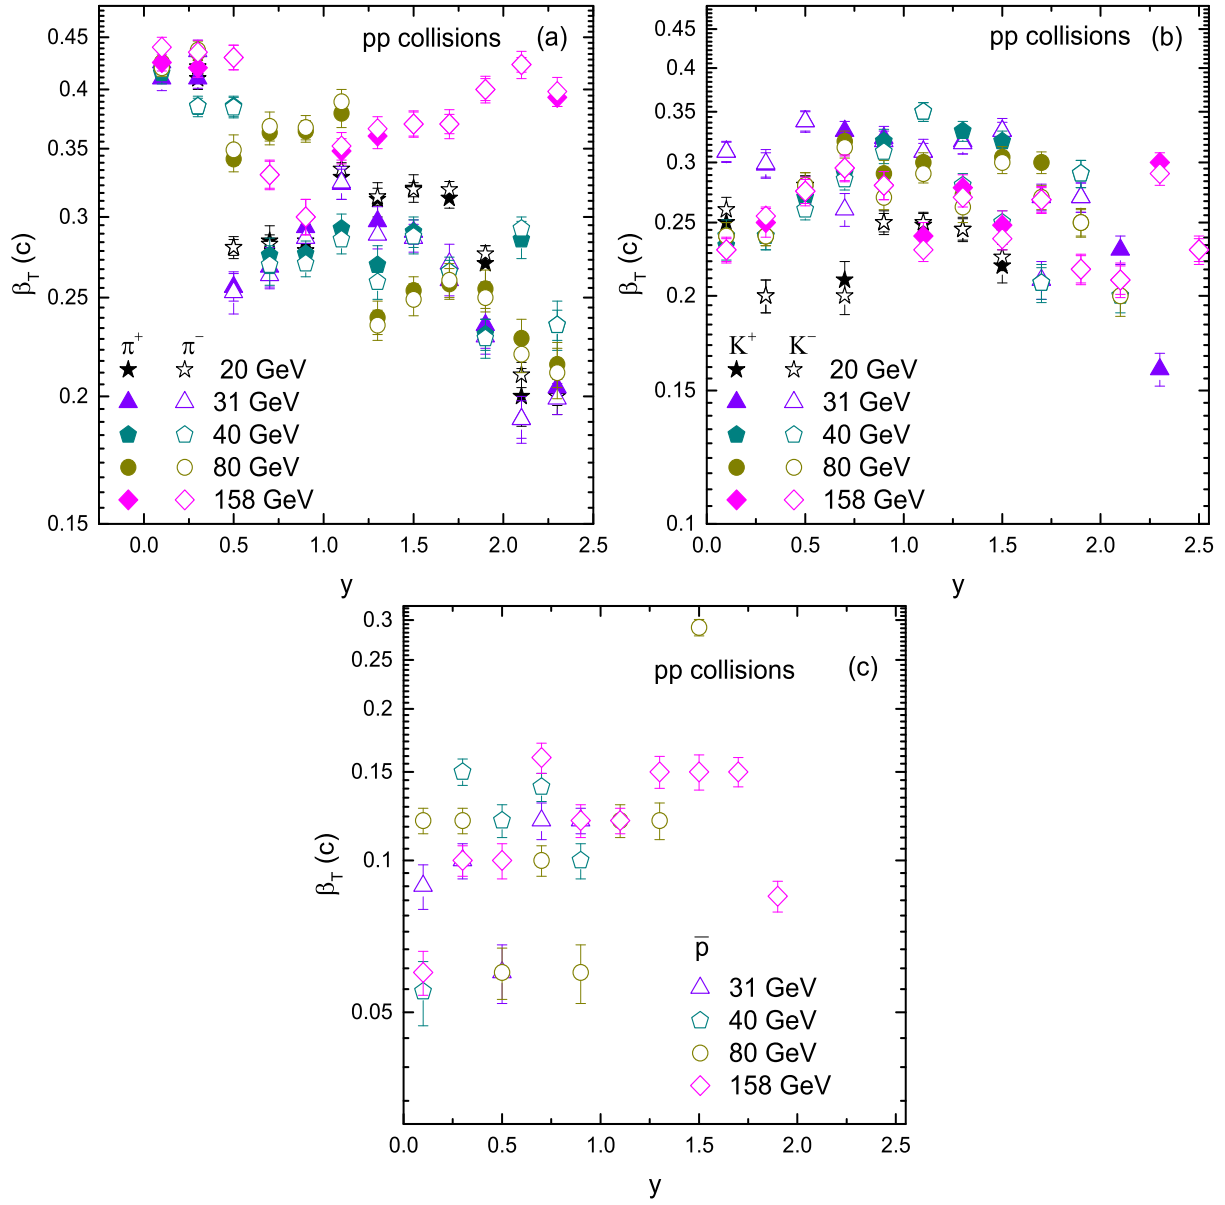 pp collisions (a)
0.45
0.4
0.35
0.3
0.25
0.2
0.15
β_T (c)
π⁺ π⁻
20 GeV
31 GeV
40 GeV
80 GeV
158 GeV
0.0 0.5 1.0 1.5 2.0 2.5
y
pp collisions (b)
0.45
0.4
0.35
0.3
0.25
0.2
0.15
0.1
β_T (c)
K⁺ K⁻
20 GeV
31 GeV
40 GeV
80 GeV
158 GeV
0.0 0.5 1.0 1.5 2.0 2.5
y
pp collisions (c)
0.3
0.25
0.2
0.15
0.1
0.05
β_T (c)
p̅
31 GeV
40 GeV
80 GeV
158 GeV
0.0 0.5 1.0 1.5 2.0 2.5
y